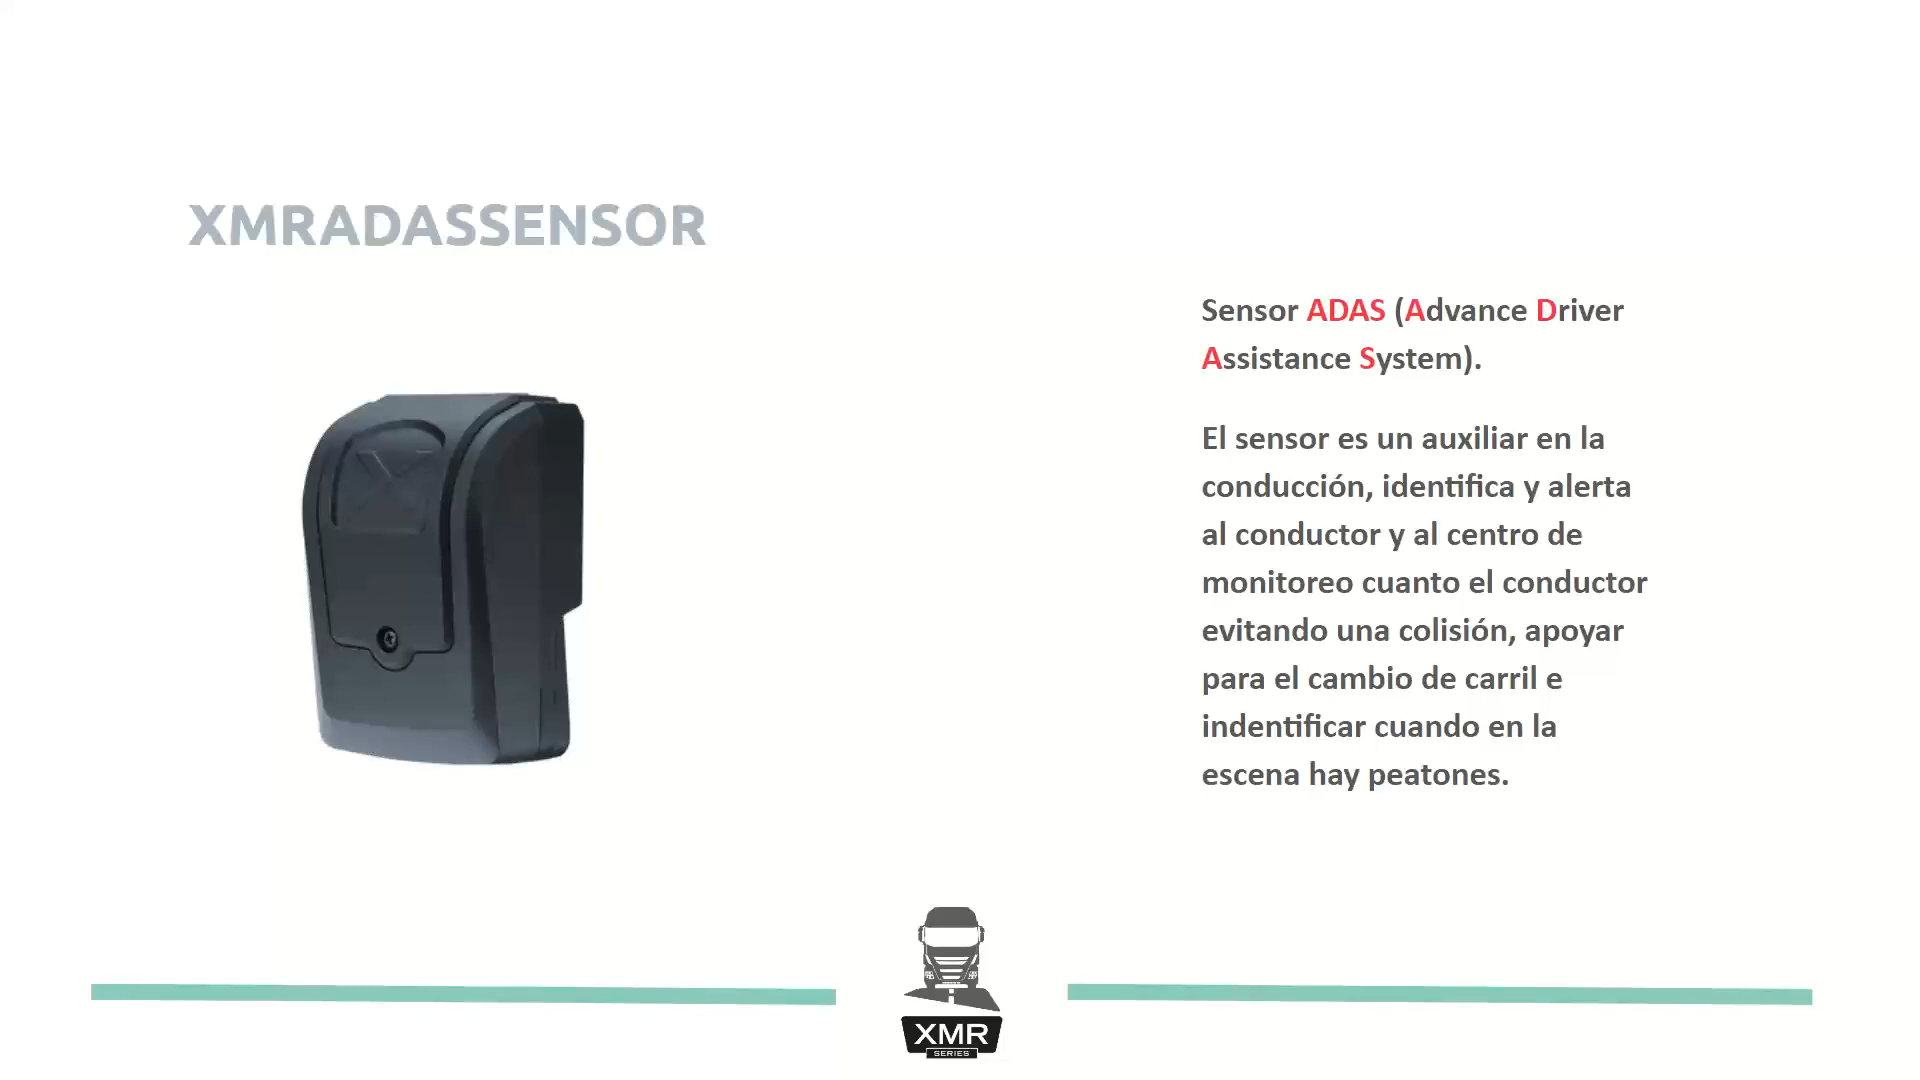 XMRADASSENSOR
Sensor ADAS (Advance Driver
Assistance System).
El sensor es un auxiliar en la
conducción, identifica y alerta
al conductor y al centro de
monitoreo cuanto el conductor
evitando una colisión, apoyar
para el cambio de carril e
indentificar cuando en la
escena hay peatones.
XMR
SERIES